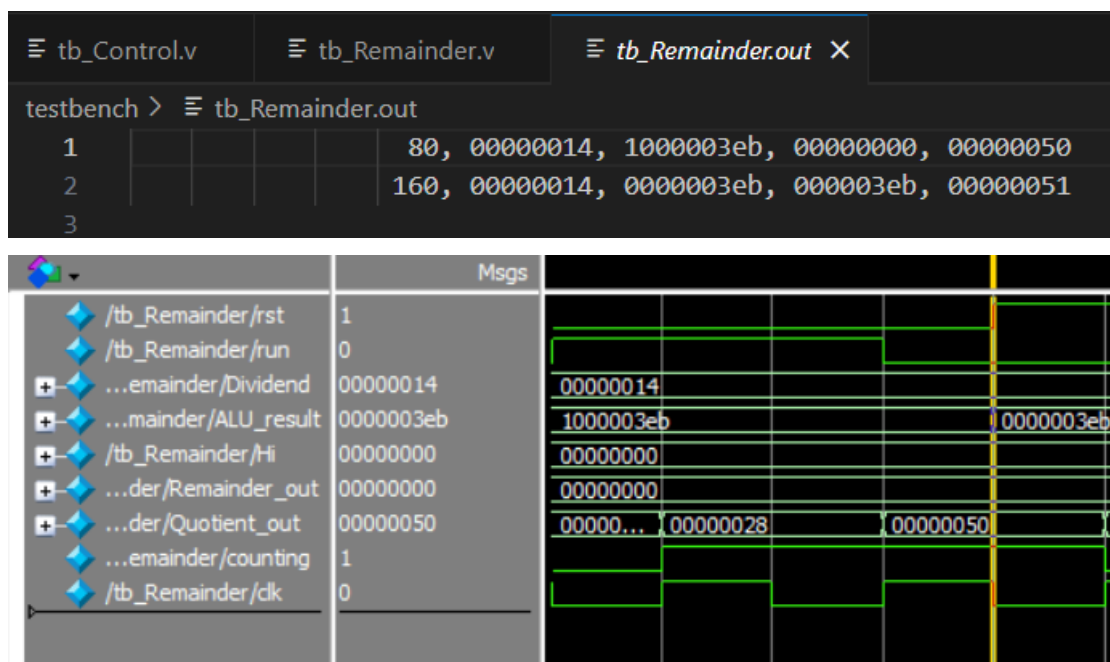 tb_Control.v tb_Remainder.v tb_Remainder.out
testbench > tb_Remainder.out
1 80, 00000014, 1000003eb, 00000000, 00000050
2 160, 00000014, 0000003eb, 000003eb, 00000051
3
Msgs
/tb_Remainder/rst 1
/tb_Remainder/run 0
...emainder/Dividend 00000014 00000014
...mainder/ALU_result 0000003eb 1000003eb 0000003eb
/tb_Remainder/Hi 00000000 00000000
...der/Remainder_out 00000000 00000000
...der/Quotient_out 00000050 00000... 00000028 00000050
...emainder/counting 1
/tb_Remainder/clk 0